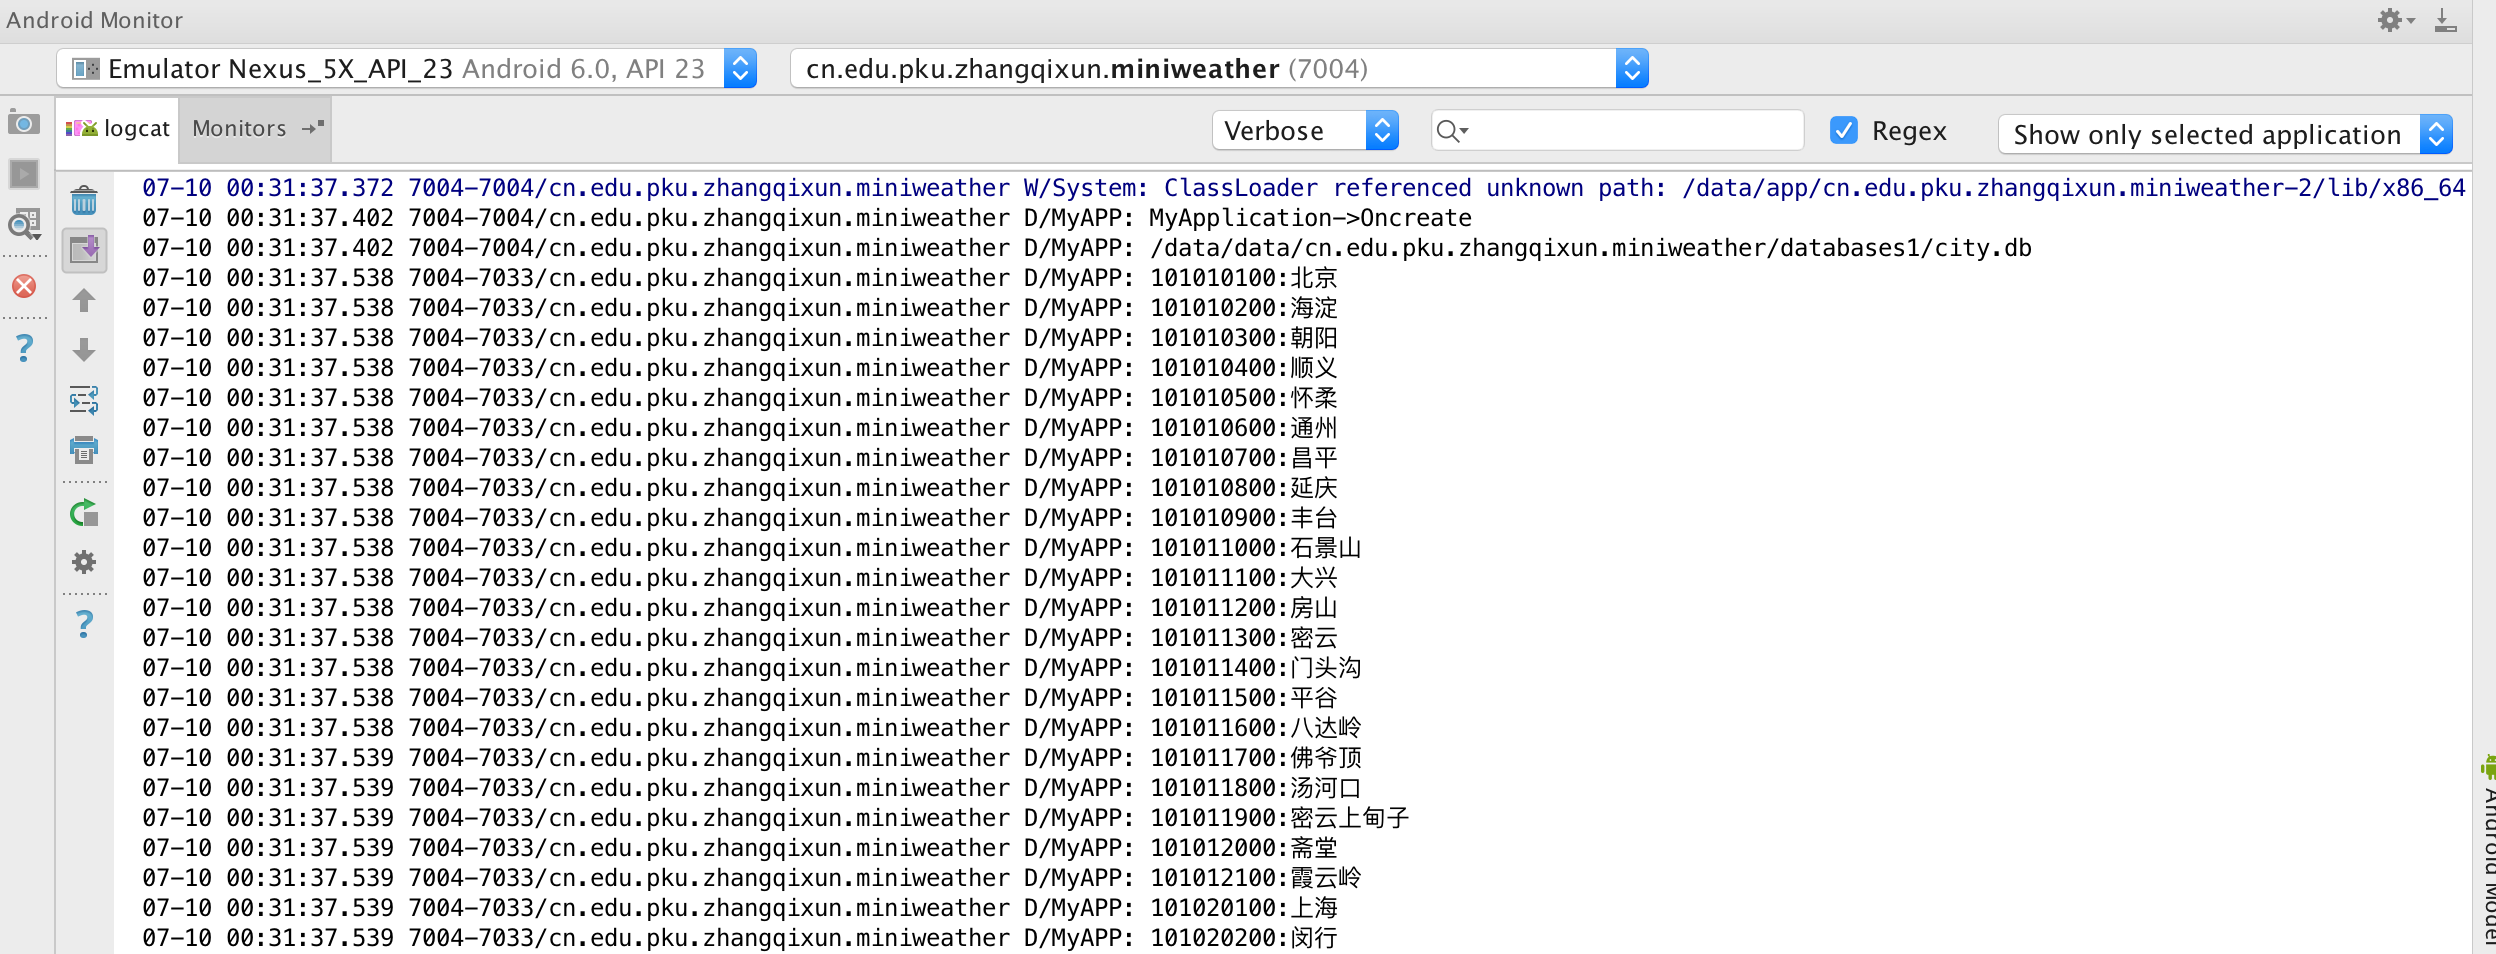 Android Monitor
Emulator Nexus_5X_API_23 Android 6.0, API 23 cn.edu.pku.zhangqixun.miniweather (7004)
logcat Monitors Verbose Regex Show only selected application
07-10 00:31:37.372 7004-7004/cn.edu.pku.zhangqixun.miniweather W/System: ClassLoader referenced unknown path: /data/app/cn.edu.pku.zhangqixun.miniweather-2/lib/x86_64
07-10 00:31:37.402 7004-7004/cn.edu.pku.zhangqixun.miniweather D/MyAPP: MyApplication->Oncreate
07-10 00:31:37.402 7004-7004/cn.edu.pku.zhangqixun.miniweather D/MyAPP: /data/data/cn.edu.pku.zhangqixun.miniweather/databases1/city.db
07-10 00:31:37.538 7004-7033/cn.edu.pku.zhangqixun.miniweather D/MyAPP: 101010100:北京
07-10 00:31:37.538 7004-7033/cn.edu.pku.zhangqixun.miniweather D/MyAPP: 101010200:海淀
07-10 00:31:37.538 7004-7033/cn.edu.pku.zhangqixun.miniweather D/MyAPP: 101010300:朝阳
07-10 00:31:37.538 7004-7033/cn.edu.pku.zhangqixun.miniweather D/MyAPP: 101010400:顺义
07-10 00:31:37.538 7004-7033/cn.edu.pku.zhangqixun.miniweather D/MyAPP: 101010500:怀柔
07-10 00:31:37.538 7004-7033/cn.edu.pku.zhangqixun.miniweather D/MyAPP: 101010600:通州
07-10 00:31:37.538 7004-7033/cn.edu.pku.zhangqixun.miniweather D/MyAPP: 101010700:昌平
07-10 00:31:37.538 7004-7033/cn.edu.pku.zhangqixun.miniweather D/MyAPP: 101010800:延庆
07-10 00:31:37.538 7004-7033/cn.edu.pku.zhangqixun.miniweather D/MyAPP: 101010900:丰台
07-10 00:31:37.538 7004-7033/cn.edu.pku.zhangqixun.miniweather D/MyAPP: 101011000:石景山
07-10 00:31:37.538 7004-7033/cn.edu.pku.zhangqixun.miniweather D/MyAPP: 101011100:大兴
07-10 00:31:37.538 7004-7033/cn.edu.pku.zhangqixun.miniweather D/MyAPP: 101011200:房山
07-10 00:31:37.538 7004-7033/cn.edu.pku.zhangqixun.miniweather D/MyAPP: 101011300:密云
07-10 00:31:37.538 7004-7033/cn.edu.pku.zhangqixun.miniweather D/MyAPP: 101011400:门头沟
07-10 00:31:37.538 7004-7033/cn.edu.pku.zhangqixun.miniweather D/MyAPP: 101011500:平谷
07-10 00:31:37.538 7004-7033/cn.edu.pku.zhangqixun.miniweather D/MyAPP: 101011600:八达岭
07-10 00:31:37.539 7004-7033/cn.edu.pku.zhangqixun.miniweather D/MyAPP: 101011700:佛爷顶
07-10 00:31:37.539 7004-7033/cn.edu.pku.zhangqixun.miniweather D/MyAPP: 101011800:汤河口
07-10 00:31:37.539 7004-7033/cn.edu.pku.zhangqixun.miniweather D/MyAPP: 101011900:密云上甸子
07-10 00:31:37.539 7004-7033/cn.edu.pku.zhangqixun.miniweather D/MyAPP: 101012000:斋堂
07-10 00:31:37.539 7004-7033/cn.edu.pku.zhangqixun.miniweather D/MyAPP: 101012100:霞云岭
07-10 00:31:37.539 7004-7033/cn.edu.pku.zhangqixun.miniweather D/MyAPP: 101020100:上海
07-10 00:31:37.539 7004-7033/cn.edu.pku.zhangqixun.miniweather D/MyAPP: 101020200:闵行
Android Model